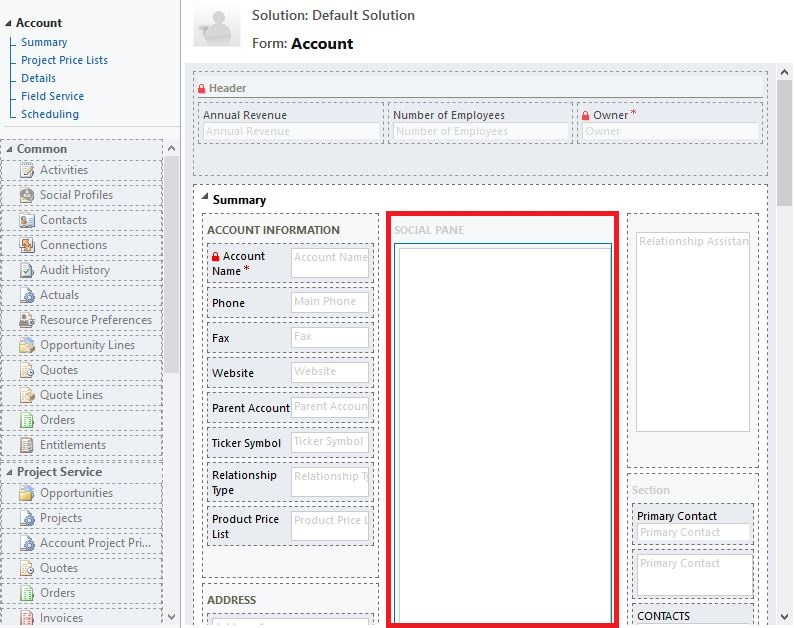 Account
Summary
Project Price Lists
Details
Field Service
Scheduling
Common
Activities
Social Profiles
Contacts
Connections
Audit History
Actuals
Resource Preferences
Opportunity Lines
Quotes
Quote Lines
Orders
Entitlements
Project Service
Opportunities
Projects
Account Project Pri...
Quotes
Orders
Invoices
Solution: Default Solution
Form: Account
Header
Annual Revenue
Annual Revenue
Number of Employees
Number of Employees
Owner *
Owner
Summary
ACCOUNT INFORMATION
Account
Name *
Account Name
Phone
Main Phone
Fax
Fax
Website
Website
Parent Account
Parent Accoun
Ticker Symbol
Ticker Symbol
Relationship
Type
Relationship T
Product Price
List
Product Price L
ADDRESS
SOCIAL PANE
Relationship Assistan
Section
Primary Contact
Primary Contact
Primary Contact
CONTACTS